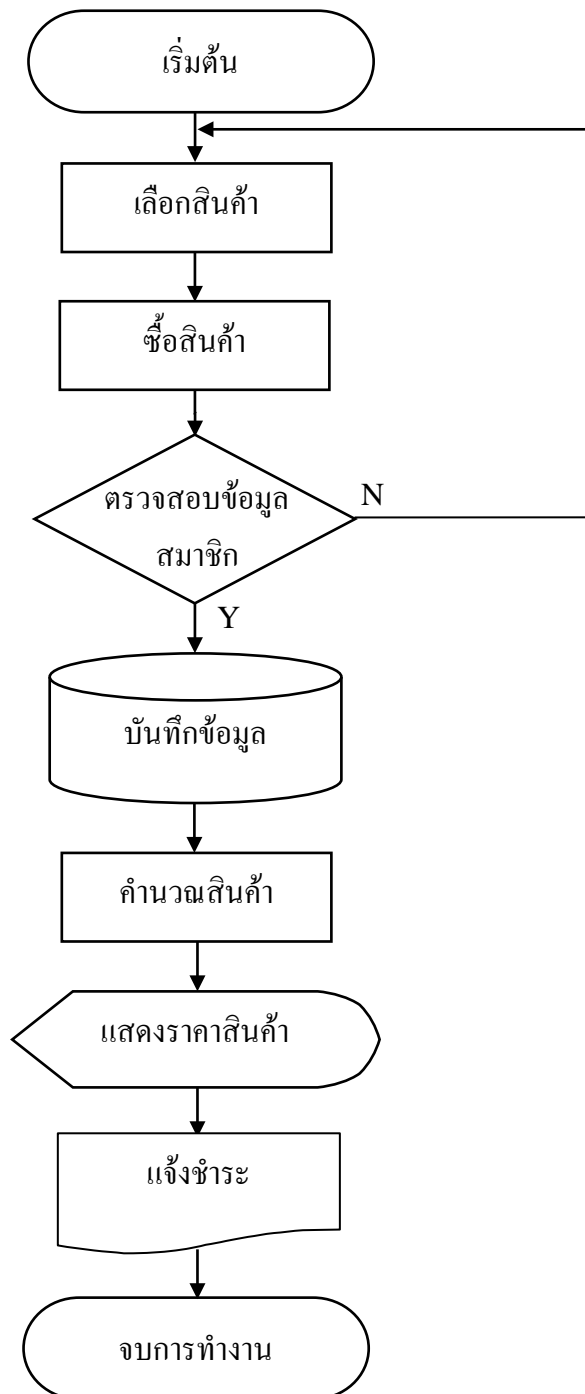 เริ่มต้น
เลือกสินค้า
ซื้อสินค้า
ตรวจสอบข้อมูล
สมาชิก
N
Y
บันทึกข้อมูล
คำนวณสินค้า
แสดงราคาสินค้า
แจ้งชำระ
จบการทำงาน